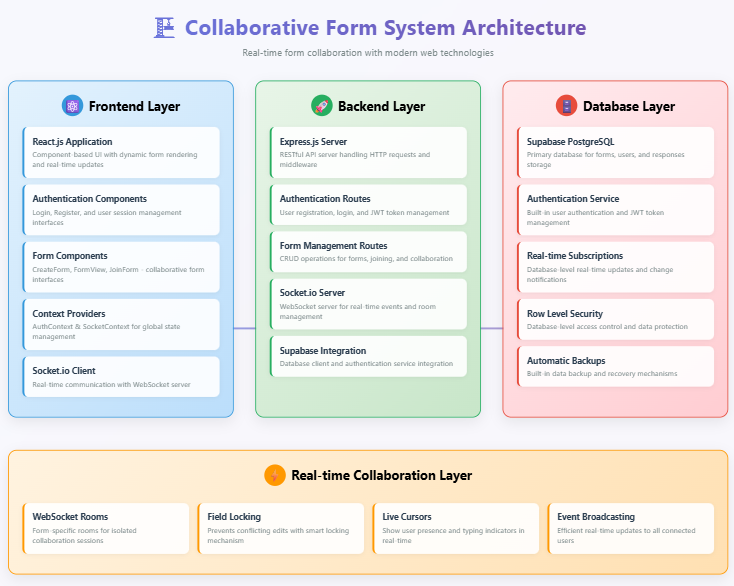 Collaborative Form System Architecture
Real-time form collaboration with modern web technologies
Frontend Layer
React.js Application
Component-based UI with dynamic form rendering
and real-time updates
Authentication Components
Login, Register, and user session management
interfaces
Form Components
CreateForm, FormView, JoinForm - collaborative form
interfaces
Context Providers
AuthContext & SocketContext for global state
management
Socket.io Client
Real-time communication with WebSocket server
Backend Layer
Express.js Server
RESTful API server handling HTTP requests and
middleware
Authentication Routes
User registration, login, and JWT token management
Form Management Routes
CRUD operations for forms, joining, and collaboration
Socket.io Server
WebSocket server for real-time events and room
management
Supabase Integration
Database client and authentication service integration
Database Layer
Supabase PostgreSQL
Primary database for forms, users, and responses
storage
Authentication Service
Built-in user authentication and JWT token
management
Real-time Subscriptions
Database-level real-time updates and change
notifications
Row Level Security
Database-level access control and data protection
Automatic Backups
Built-in data backup and recovery mechanisms
Real-time Collaboration Layer
WebSocket Rooms
Form-specific rooms for isolated
collaboration sessions
Field Locking
Prevents conflicting edits with smart locking
mechanism
Live Cursors
Show user presence and typing indicators in
real-time
Event Broadcasting
Efficient real-time updates to all connected
users